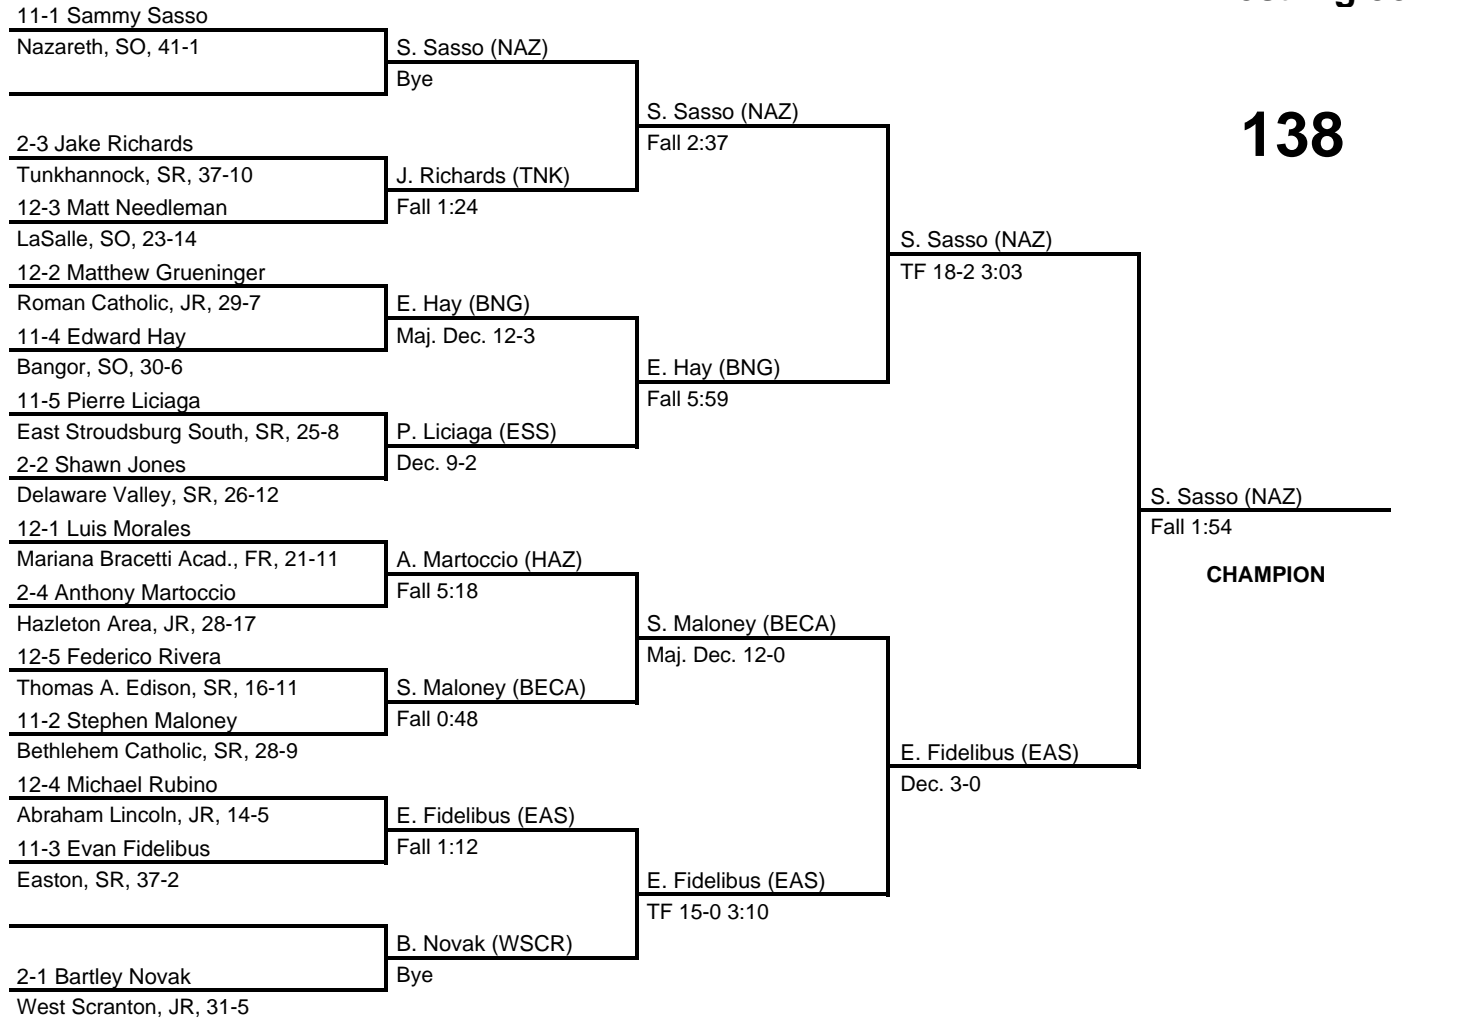 11-1 Sammy Sasso
Nazareth, SO, 41-1
2-3 Jake Richards
Tunkhannock, SR, 37-10
12-3 Matt Needleman
LaSalle, SO, 23-14
12-2 Matthew Grueninger
Roman Catholic, JR, 29-7
11-4 Edward Hay
Bangor, SO, 30-6
11-5 Pierre Liciaga
East Stroudsburg South, SR, 25-8
2-2 Shawn Jones
Delaware Valley, SR, 26-12
12-1 Luis Morales
Mariana Bracetti Acad., FR, 21-11
2-4 Anthony Martoccio
Hazleton Area, JR, 28-17
12-5 Federico Rivera
Thomas A. Edison, SR, 16-11
11-2 Stephen Maloney
Bethlehem Catholic, SR, 28-9
12-4 Michael Rubino
Abraham Lincoln, JR, 14-5
11-3 Evan Fidelibus
Easton, SR, 37-2
2-1 Bartley Novak
West Scranton, JR, 31-5
S. Sasso (NAZ)
Bye
J. Richards (TNK)
Fall 1:24
E. Hay (BNG)
Maj. Dec. 12-3
P. Liciaga (ESS)
Dec. 9-2
A. Martoccio (HAZ)
Fall 5:18
S. Maloney (BECA)
Fall 0:48
E. Fidelibus (EAS)
Fall 1:12
B. Novak (WSCR)
Bye
S. Sasso (NAZ)
Fall 2:37
E. Hay (BNG)
Fall 5:59
S. Maloney (BECA)
Maj. Dec. 12-0
E. Fidelibus (EAS)
TF 15-0 3:10
S. Sasso (NAZ)
TF 18-2 3:03
E. Fidelibus (EAS)
Dec. 3-0
138
S. Sasso (NAZ)
Fall 1:54
CHAMPION